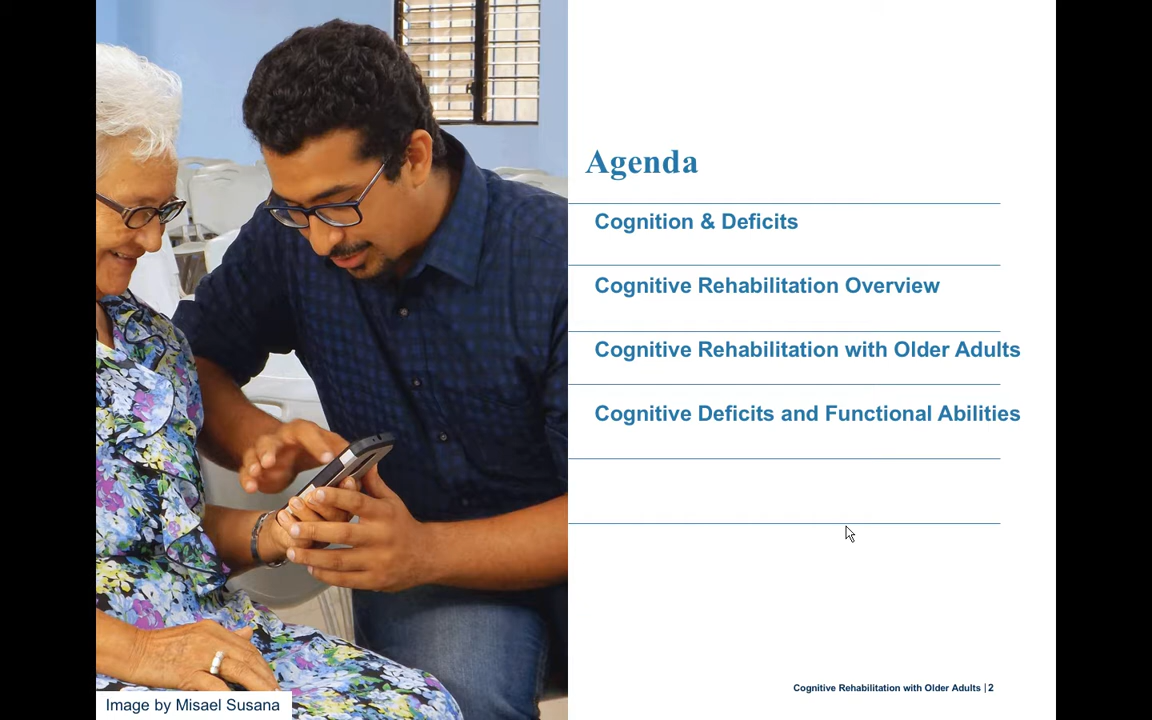 Agenda
Cognition & Deficits
Cognitive Rehabilitation Overview
Cognitive Rehabilitation with Older Adults
Cognitive Deficits and Functional Abilities
Cognitive Rehabilitation with Older Adults | 2
Image by Misael Susana